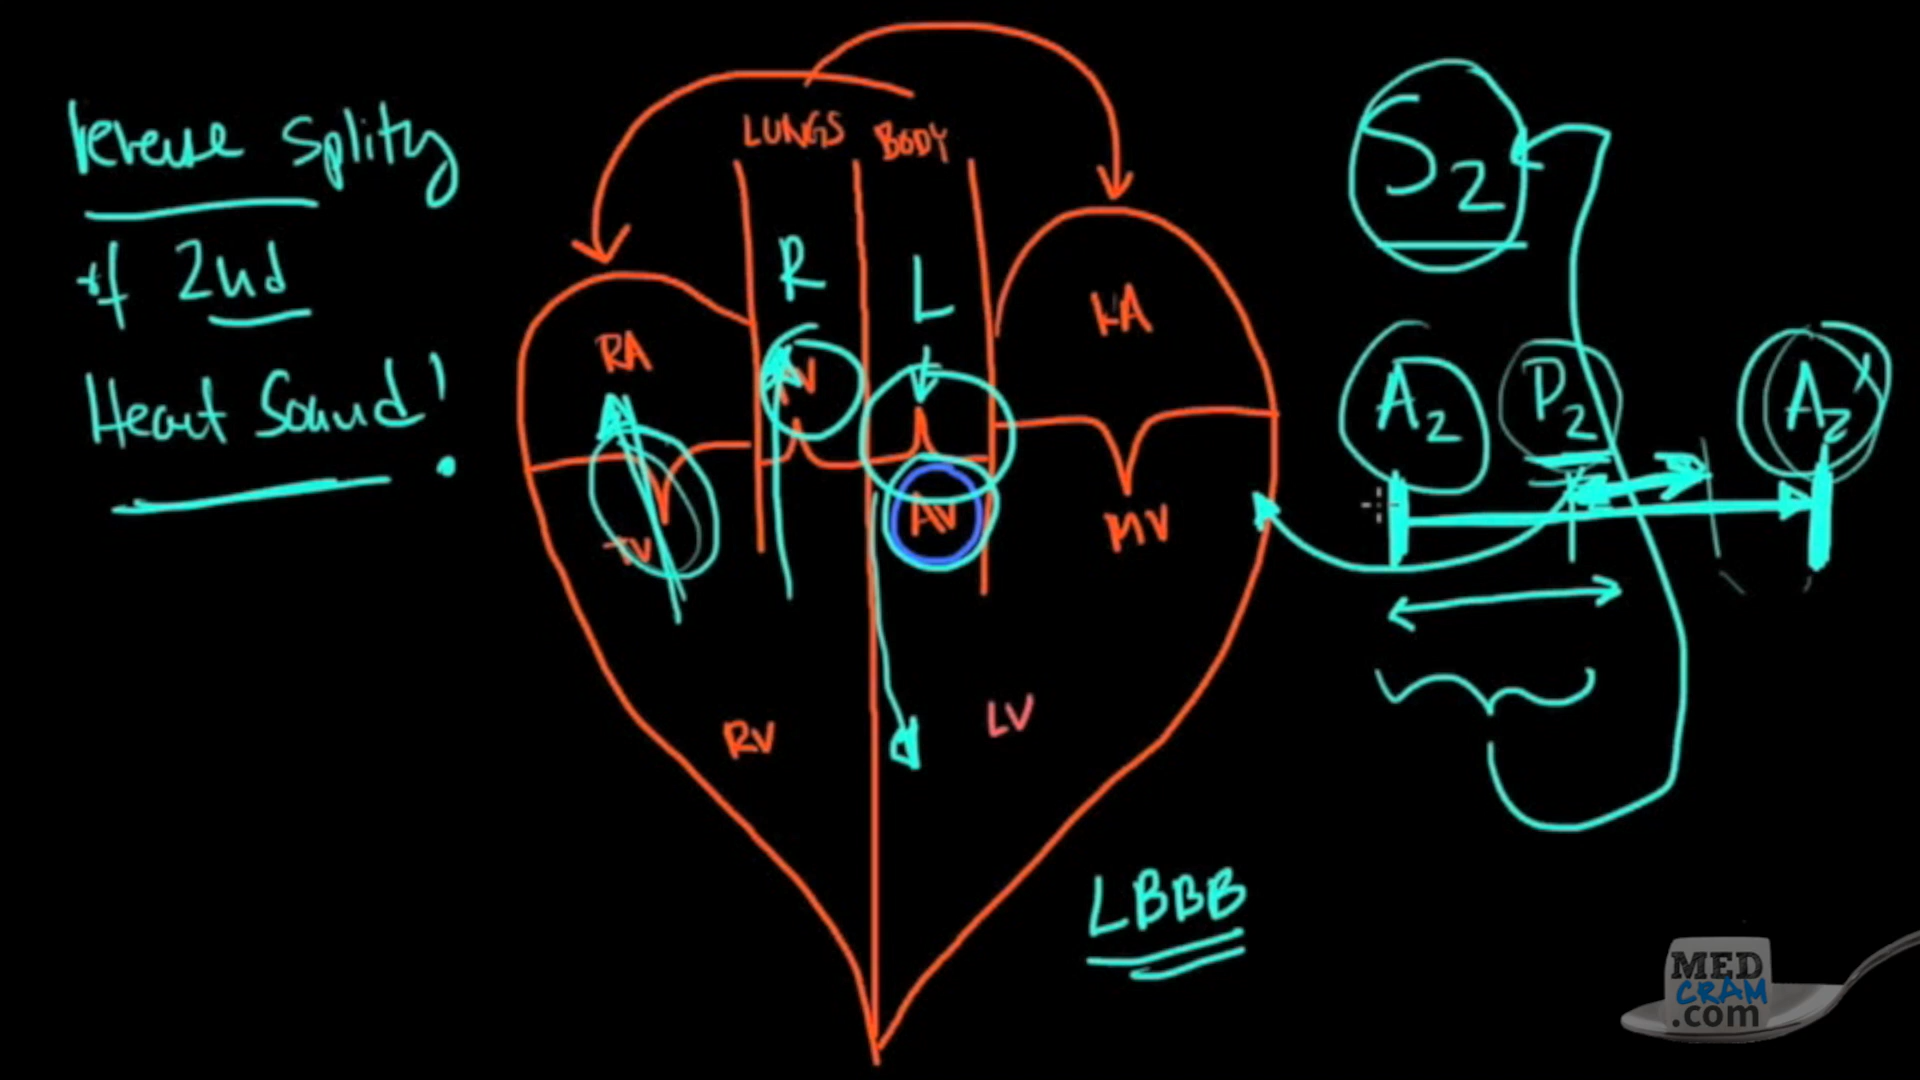 reverse splitty
of 2nd
Heart Sound!
LUNGS BODY
R L
RA
LA
AV
TV
MV
RV
LV
LBBB
S2
A2 P2 A2
MED
CRAM
.com